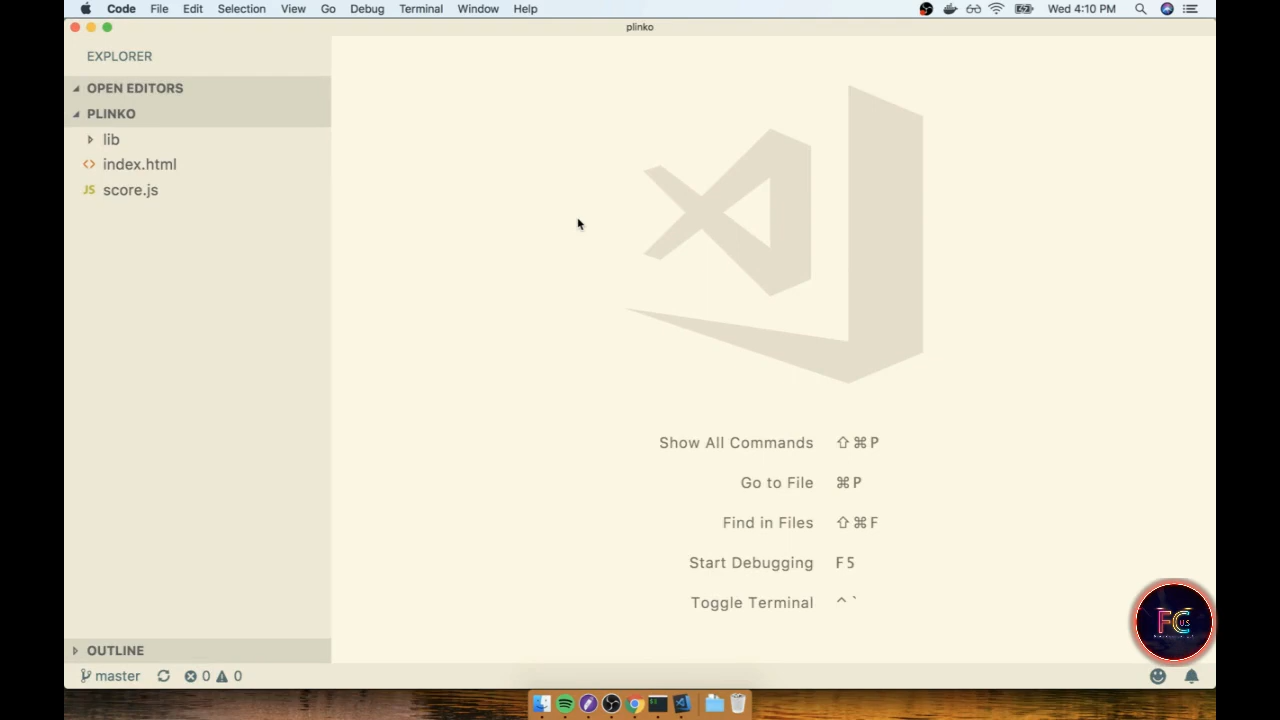 Code File Edit Selection View Go Debug Terminal Window Help Wed 4:10 PM
plinko
EXPLORER
OPEN EDITORS
PLINKO
lib
index.html
JS score.js
Show All Commands ⇧⌘P
Go to File ⌘P
Find in Files ⇧⌘F
Start Debugging F5
Toggle Terminal ^`
FC U.S
OUTLINE
master 0 0